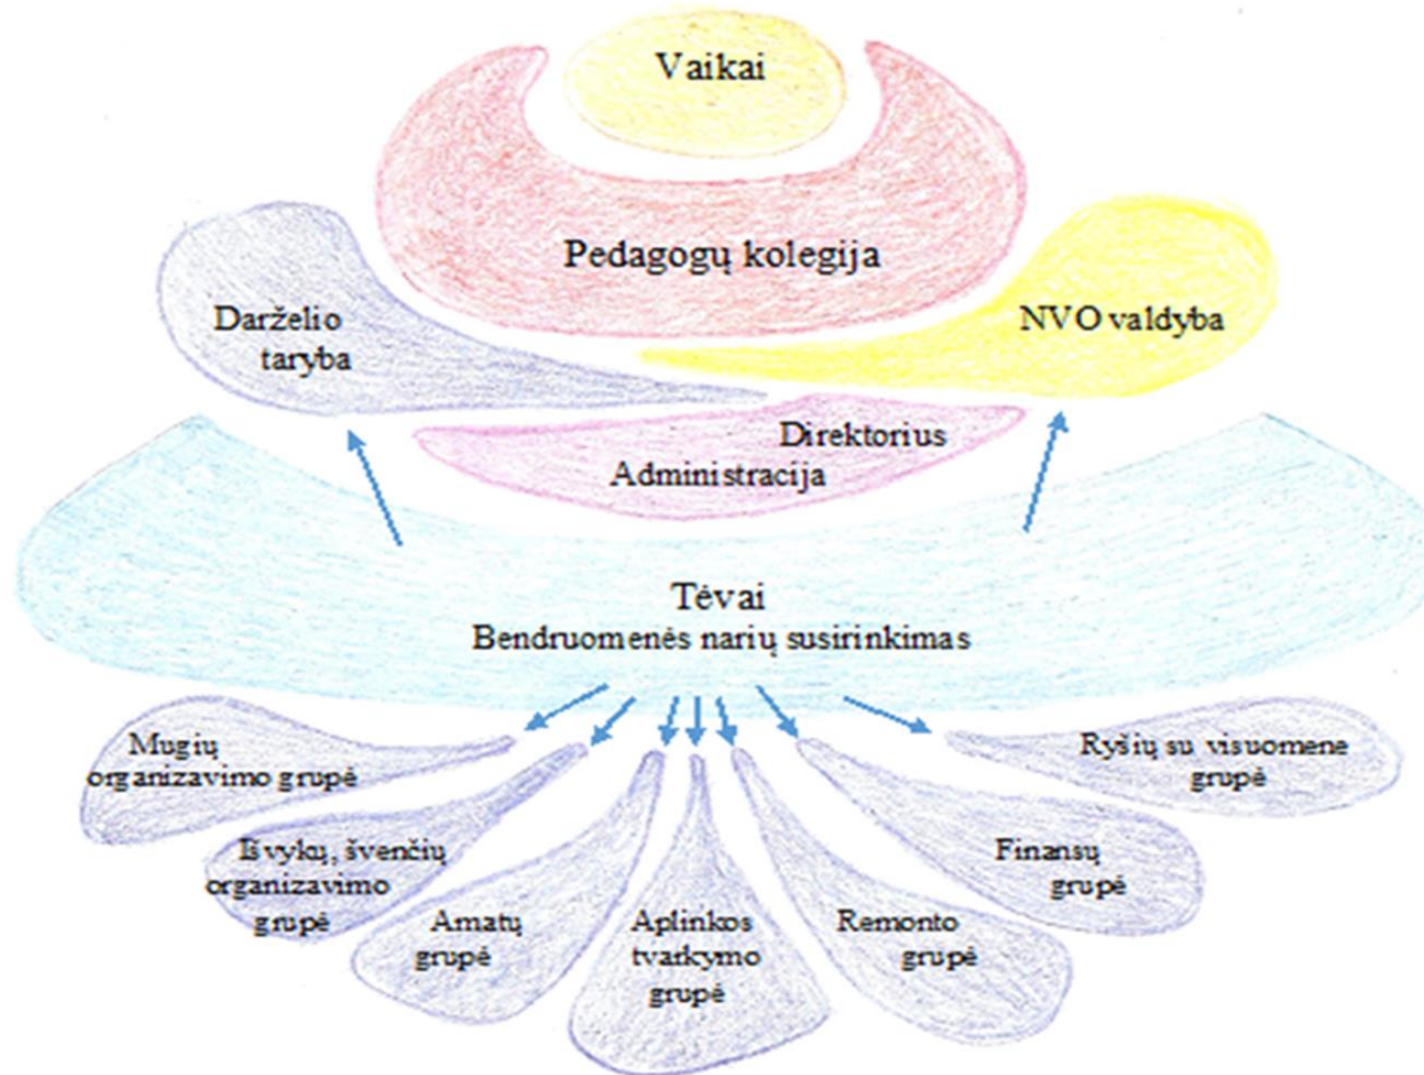 Vaikai
Pedagogų kolegija
Darželio
taryba
NVO valdyba
Direktorius
Administracija
Tėvai
Bendruomenės narių susirinkimas
Mugių
organizavimo grupė
Išvykų, švenčių
organizavimo
grupė
Amatų
grupė
Aplinkos
tvarkymo
grupė
Remonto
grupė
Finansų
grupė
Ryšių su visuomene
grupė